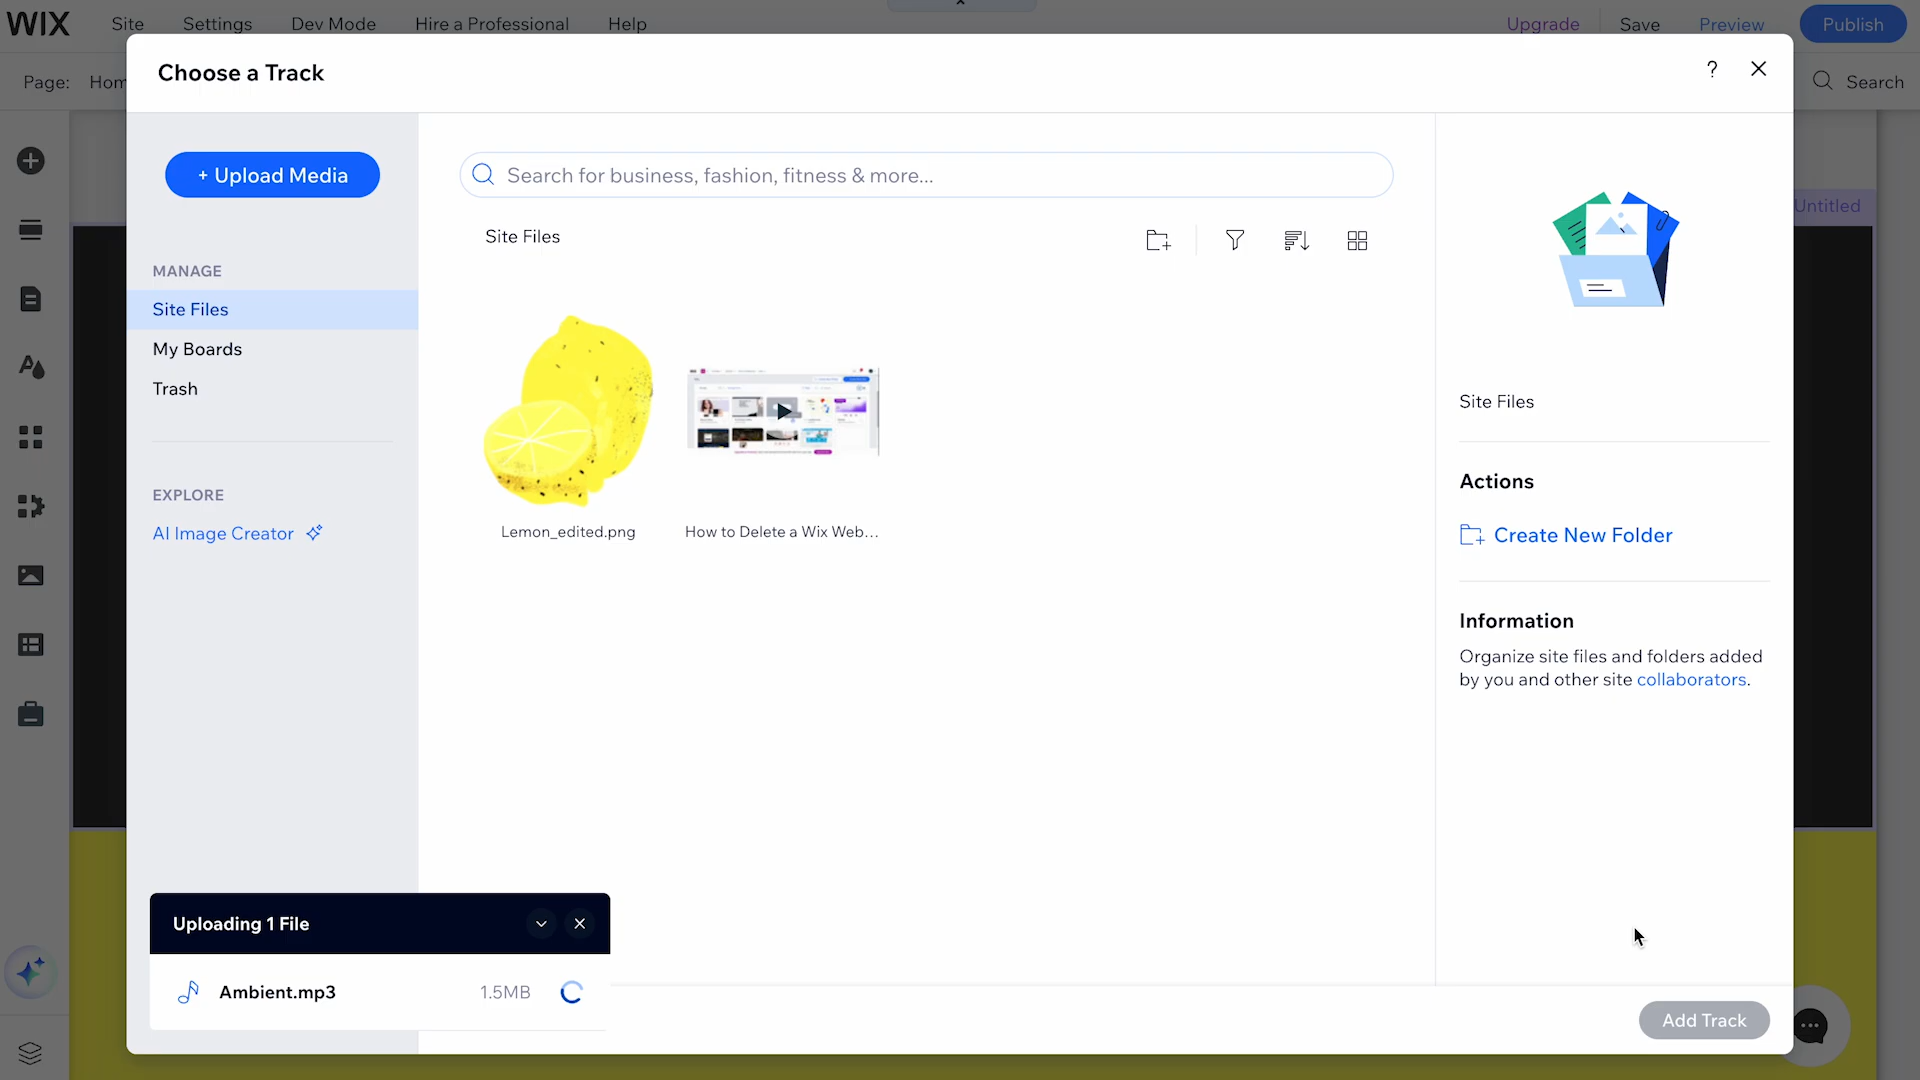 WIX Site Settings Dev Mode Hire a Professional Help Upgrade Save Preview Publish
Page: Hom Search
Choose a Track ?
+ Upload Media
Search for business, fashion, fitness & more...
Untitled
Site Files
MANAGE
Site Files
My Boards
Trash
EXPLORE
AI Image Creator
Lemon_edited.png
How to Delete a Wix Web...
Site Files
Actions
Create New Folder
Information
Organize site files and folders added
by you and other site collaborators.
Uploading 1 File
Ambient.mp3 1.5MB
Add Track